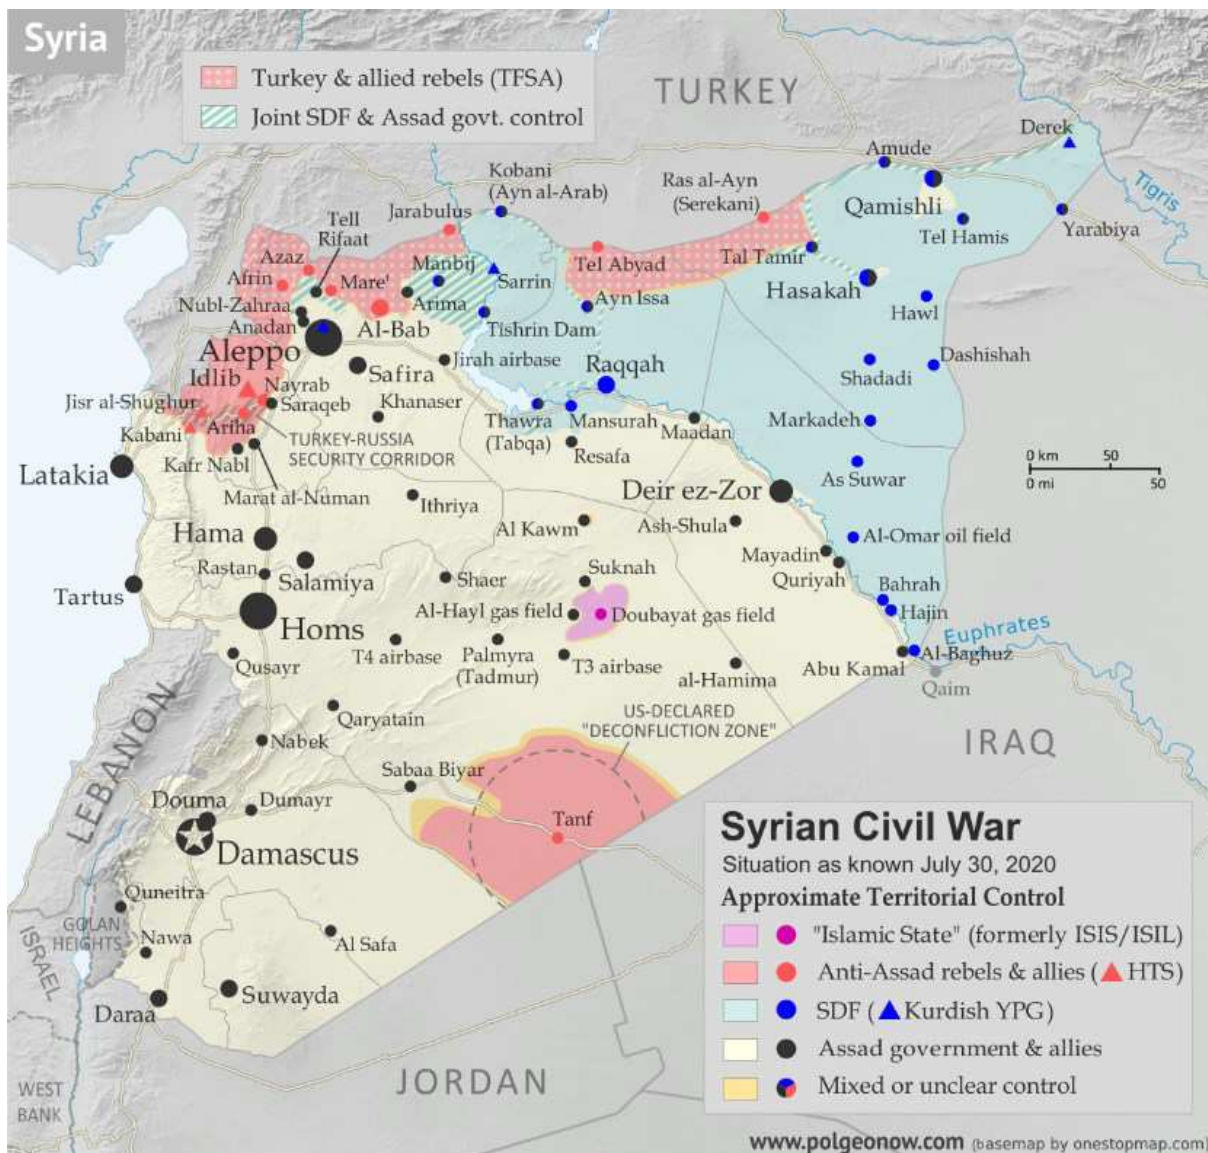 Syria
Turkey & allied rebels (TFSA)
Joint SDF & Assad govt. control
TURKEY
Derek
Amude
Kobani
(Ayn al-Arab)
Ras al-Ayn
(Serekani)
Tigris
Jarabulus
Qamishli
Tell
Rifaat
Tel Hamis
Yarabiya
Azaz
Manbij
Tel Abyad
Tal Tamir
Afrin
Mare'
Sarrin
Hasakah
Nubl-Zahraa
Arima
Ayn Issa
Hawl
Anadan
Al-Bab
Tishrin Dam
Aleppo
Jirah airbase
Dashishah
Idlib
Safira
Raqqah
Shadadi
Nayrab
Jisr al-Shughur
Saraqeb
Khanaser
Thawra
(Tabqa)
Mansurah
Maadan
Markadeh
Kabani
Ariha
TURKEY-RUSSIA
SECURITY CORRIDOR
Resafa
Kafr Nabl
Latakia
0 km
50
0 mi
50
As Suwar
Marat al-Numan
Ithriya
Deir ez-Zor
Hama
Al Kawm
Ash-Shula
Al-Omar oil field
Rastan
Salamiya
Shaer
Suknah
Mayadin
Quriyah
Tartus
Bahrah
Al-Hayl gas field
Doubayat gas field
Hajin
Homs
Euphrates
T4 airbase
Palmyra
(Tadmur)
T3 airbase
al-Hamima
Abu Kamal
Al-Baghuz
Qusayr
Qaim
LEBANON
Qaryatain
US-DECLARED
"DECONFLICTION ZONE"
IRAQ
Nabek
Sabaa Biyar
Douma
Dumayr
Tanf
Damascus
Quneitra
GOLAN
HEIGHTS
ISRAEL
Nawa
Al Safa
Daraa
Suwayda
JORDAN
WEST
BANK
Syrian Civil War
Situation as known July 30, 2020
Approximate Territorial Control
"Islamic State" (formerly ISIS/ISIL)
Anti-Assad rebels & allies (▲ HTS)
SDF (▲ Kurdish YPG)
Assad government & allies
Mixed or unclear control
www.polgeonow.com (basemap by onestopmap.com)